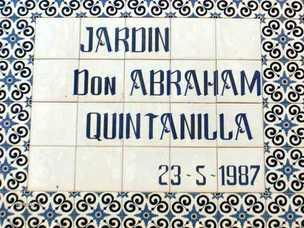 JARDIN
Don ABRAHAM
QUINTANILLA
23-5-1987